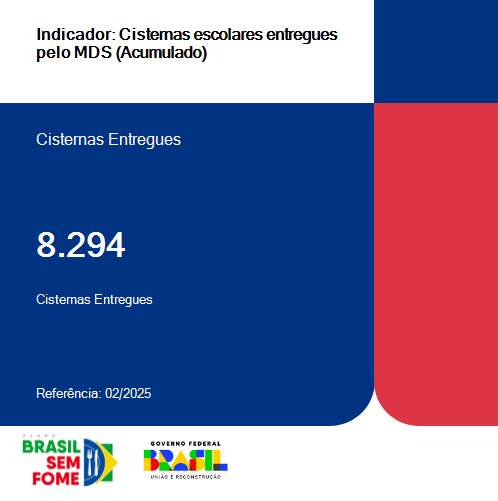 Indicador: Cisternas escolares entregues
pelo MDS (Acumulado)
Cisternas Entregues
8.294
Cisternas Entregues
Referência: 02/2025
PLANO
BRASIL
SEM
FOME
GOVERNO FEDERAL
BRASIL
UNIÃO E RECONSTRUÇÃO